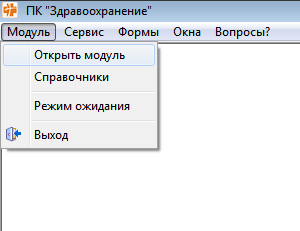 ПК "Здравоохранение"
Модуль Сервис Формы Окна Вопросы?
Открыть модуль
Справочники
Режим ожидания
Выход